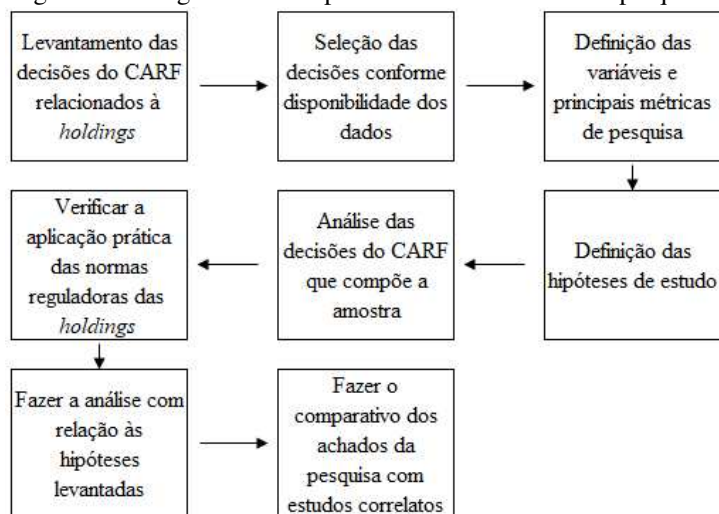 Levantamento das
decisões do CARF
relacionados à
holdings
Seleção das
decisões conforme
disponibilidade dos
dados
Definição das
variáveis e
principais métricas
de pesquisa
Definição das
hipóteses de estudo
Análise das
decisões do CARF
que compõe a
amostra
Verificar a
aplicação prática
das normas
reguladoras das
holdings
Fazer a análise com
relação às
hipóteses
levantadas
Fazer o
comparativo dos
achados da
pesquisa com
estudos correlatos